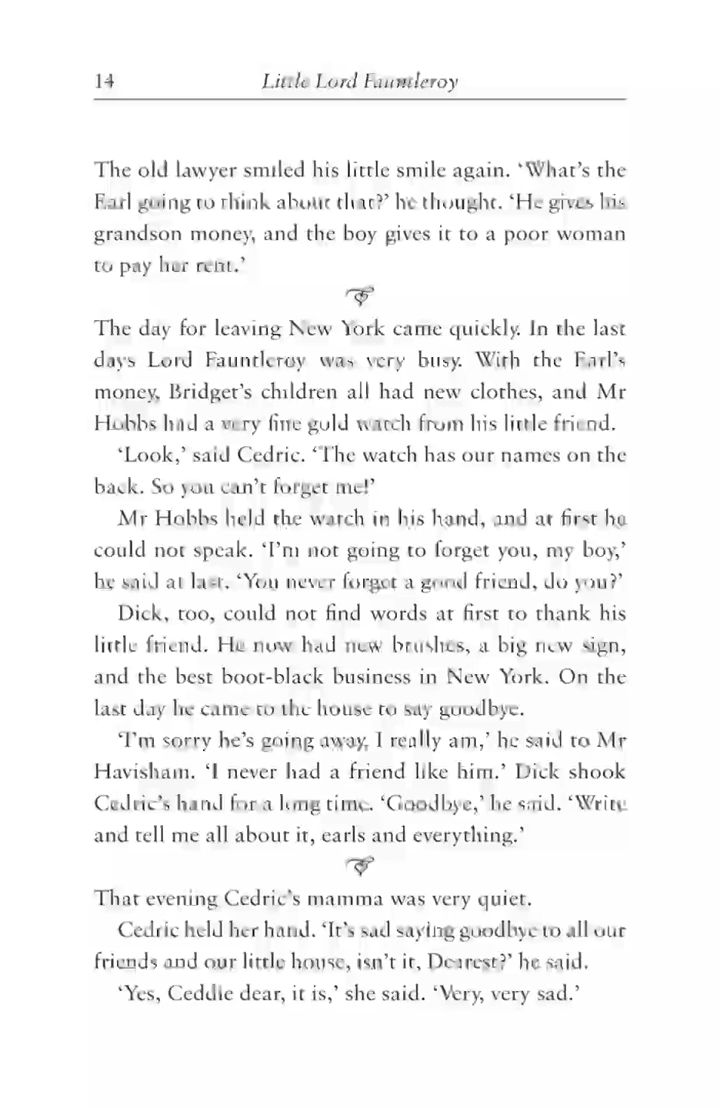 14 Little Lord Fauntleroy
The old lawyer smiled his little smile again. ‘What’s the
Earl going to think about that?’ he thought. ‘He gives his
grandson money, and the boy gives it to a poor woman
to pay her rent.’
The day for leaving New York came quickly. In the last
days Lord Fauntleroy was very busy. With the Earl’s
money, Bridget’s children all had new clothes, and Mr
Hobbs had a very fine gold watch from his little friend.
‘Look,’ said Cedric. ‘The watch has our names on the
back. So you can’t forget me!’
Mr Hobbs held the watch in his hand, and at first he
could not speak. ‘I’m not going to forget you, my boy,’
he said at last. ‘You never forget a good friend, do you?’
Dick, too, could not find words at first to thank his
little friend. He now had new brushes, a big new sign,
and the best boot-black business in New York. On the
last day he came to the house to say goodbye.
‘I’m sorry he’s going away, I really am,’ he said to Mr
Havisham. ‘I never had a friend like him.’ Dick shook
Cedric’s hand for a long time. ‘Goodbye,’ he said. ‘Write
and tell me all about it, earls and everything.’
That evening Cedric’s mamma was very quiet.
Cedric held her hand. ‘It’s sad saying goodbye to all our
friends and our little house, isn’t it, Dearest?’ he said.
‘Yes, Ceddie dear, it is,’ she said. ‘Very, very sad.’